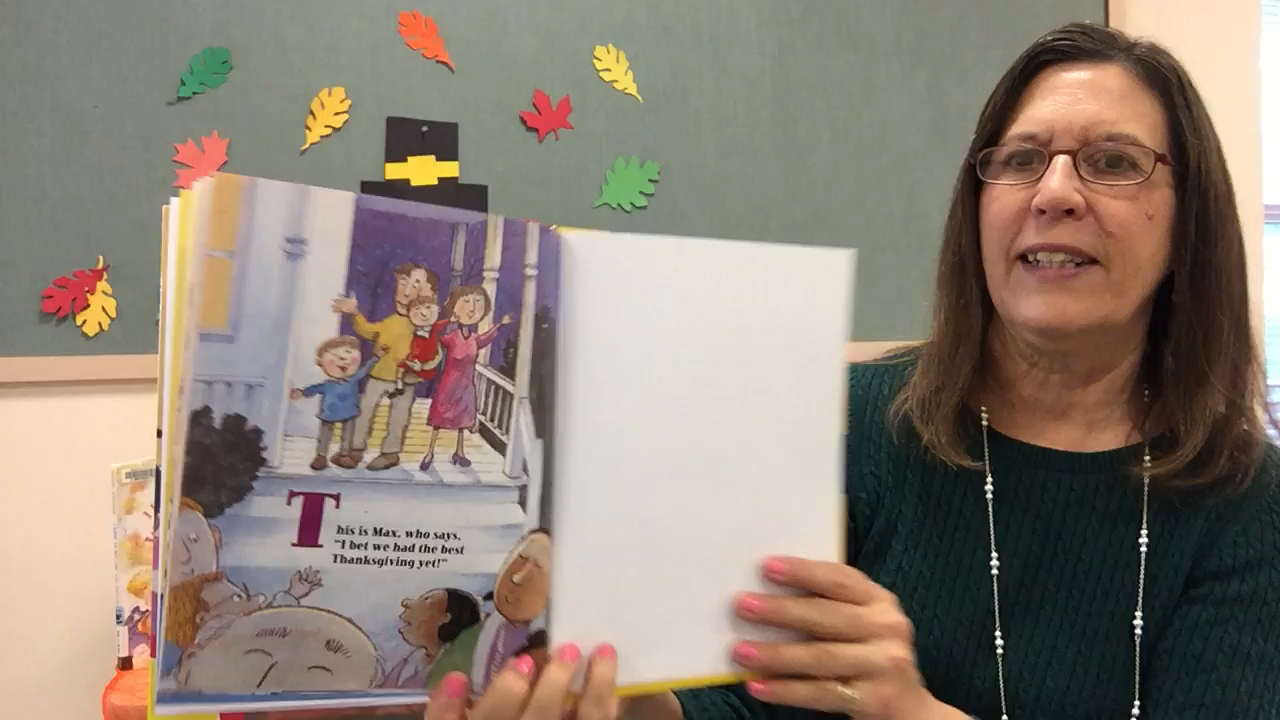 This is Max, who says,
"I bet we had the best
Thanksgiving yet!"